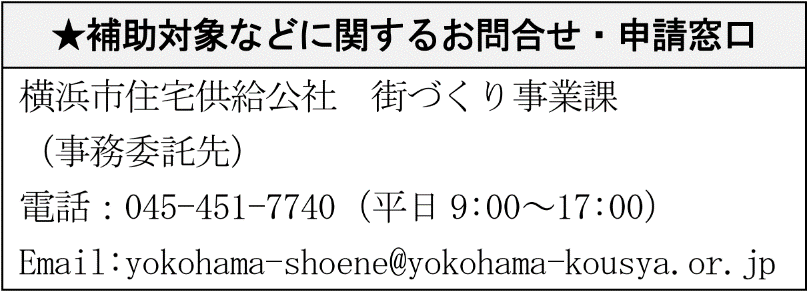 ★補助対象などに関するお問合せ・申請窓口
横浜市住宅供給公社　街づくり事業課
（事務委託先）
電話：045-451-7740（平日 9:00～17:00）
Email:yokohama-shoene@yokohama-kousya.or.jp